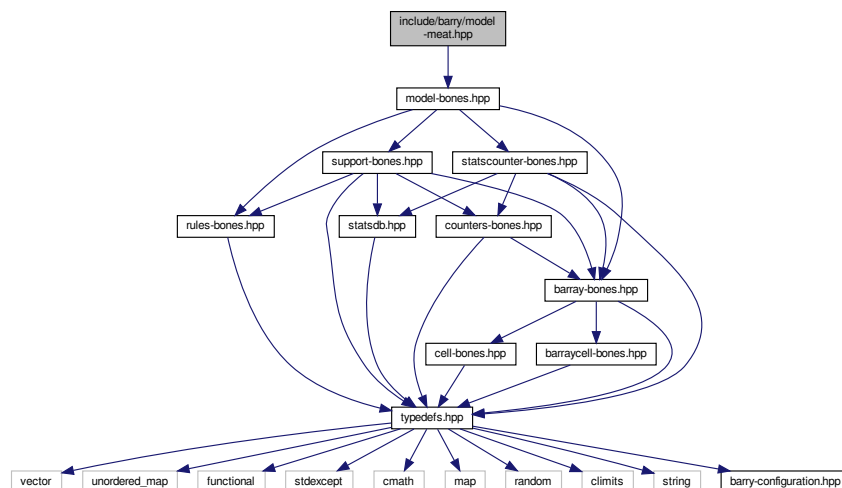 include/barry/model
-meat.hpp
model-bones.hpp
support-bones.hpp
statscounter-bones.hpp
rules-bones.hpp
statsdb.hpp
counters-bones.hpp
barray-bones.hpp
cell-bones.hpp
barraycell-bones.hpp
typedefs.hpp
vector
unordered_map
functional
stdexcept
cmath
map
random
climits
string
barry-configuration.hpp